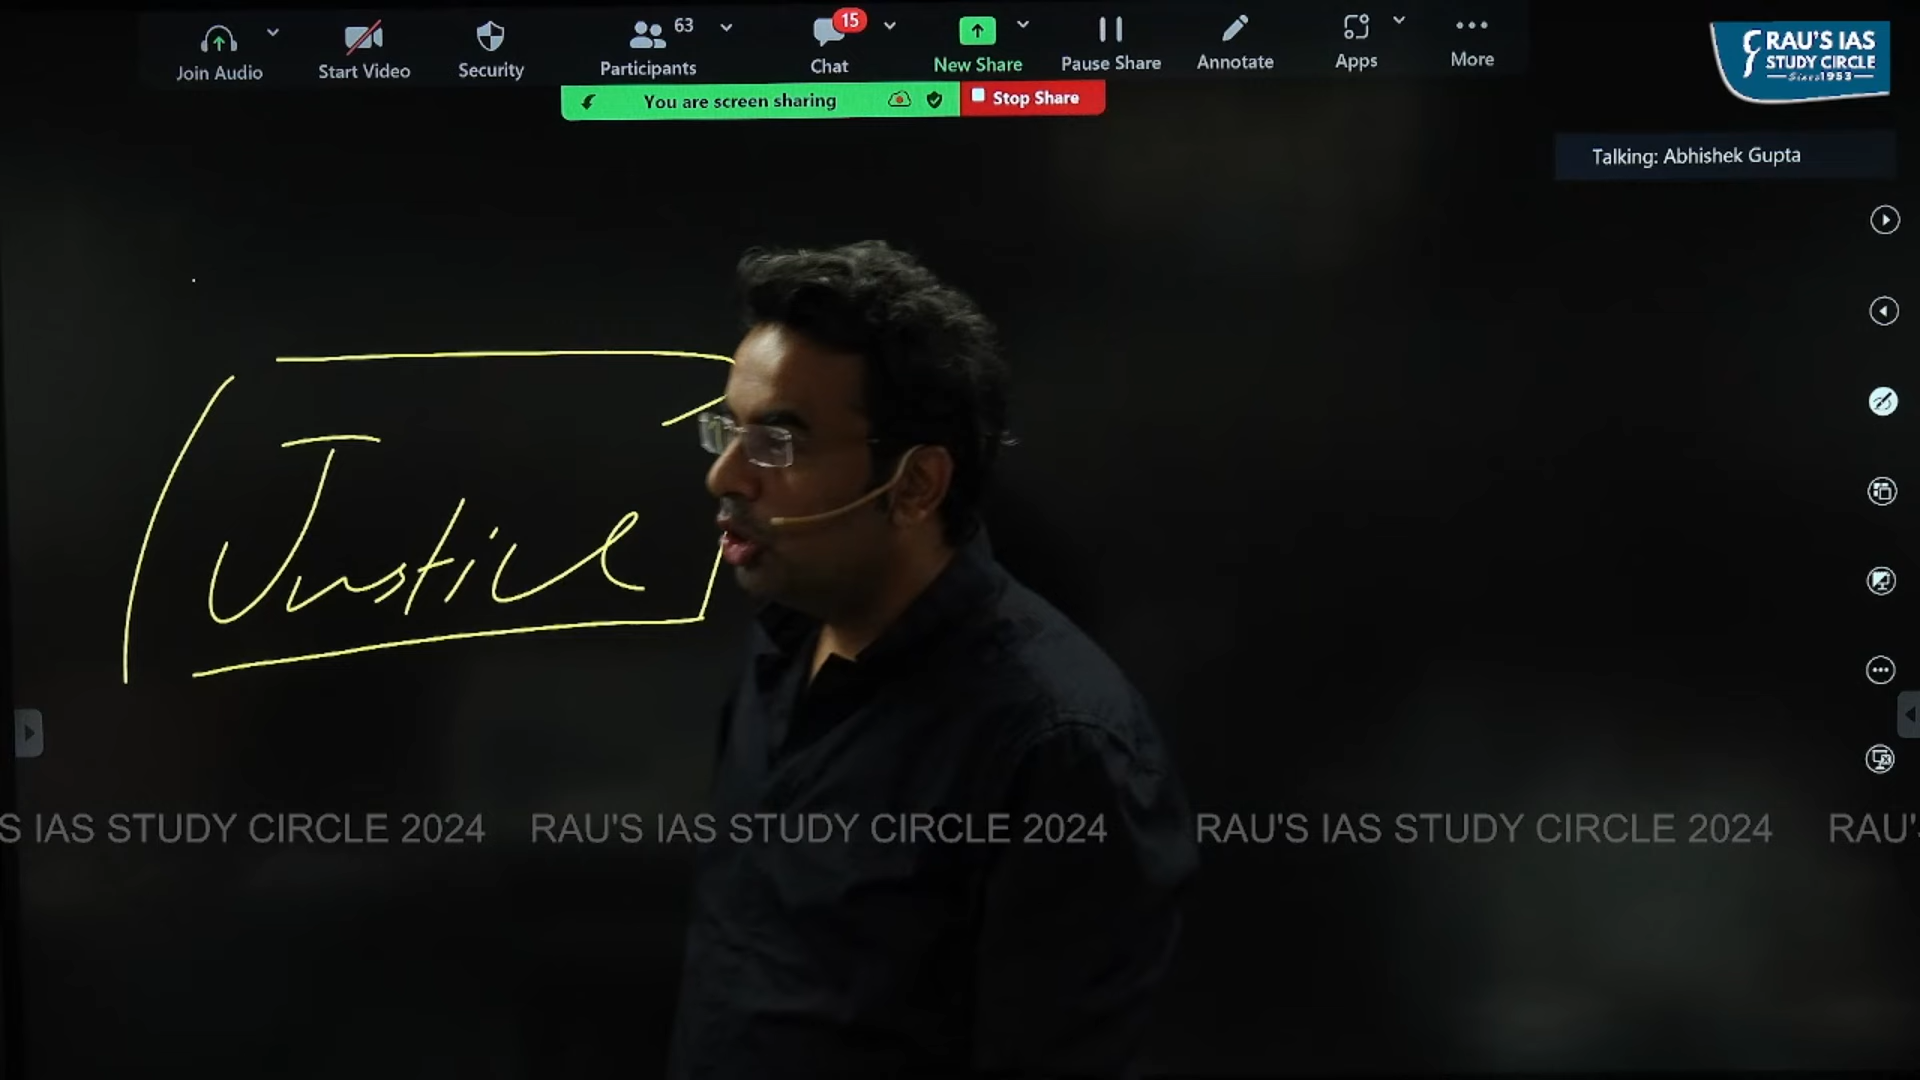 Join Audio
Start Video
Security
Participants 63
Chat 15
New Share
Pause Share
Annotate
Apps
More
RAU'S IAS
STUDY CIRCLE
Since 1953
You are screen sharing
Stop Share
Talking: Abhishek Gupta
Justice
S IAS STUDY CIRCLE 2024 RAU'S IAS STUDY CIRCLE 2024 RAU'S IAS STUDY CIRCLE 2024 RAU'